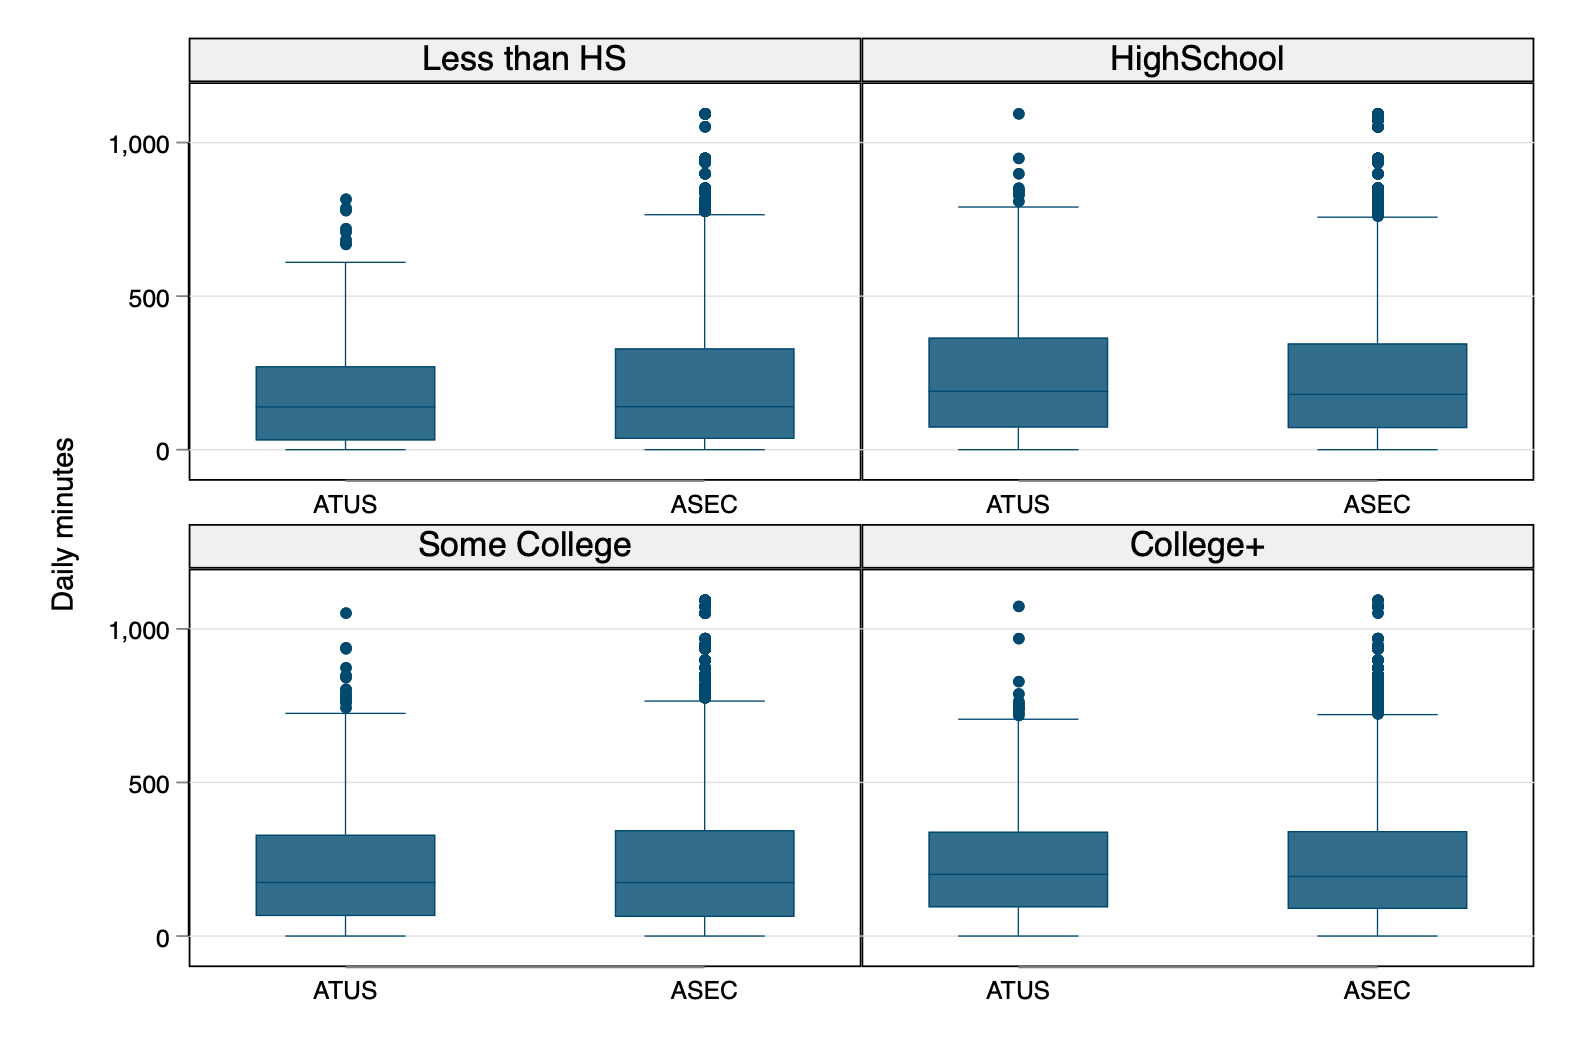 Less than HS
HighSchool
1,000
500
0
ATUS
ASEC
ATUS
ASEC
Daily minutes
Some College
College+
1,000
500
0
ATUS
ASEC
ATUS
ASEC